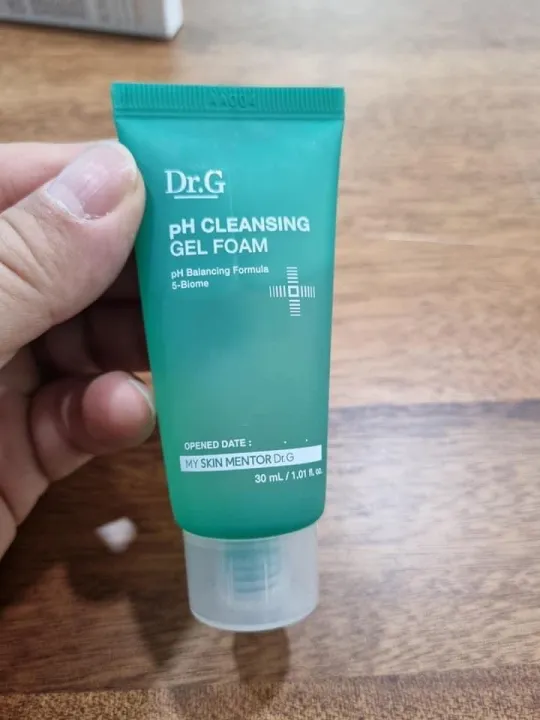 AA004
Dr.G
pH CLEANSING
GEL FOAM
pH Balancing Formula
5-Biome
OPENED DATE : . .
MY SKIN MENTOR Dr.G
30 mL / 1.01 fl. oz.